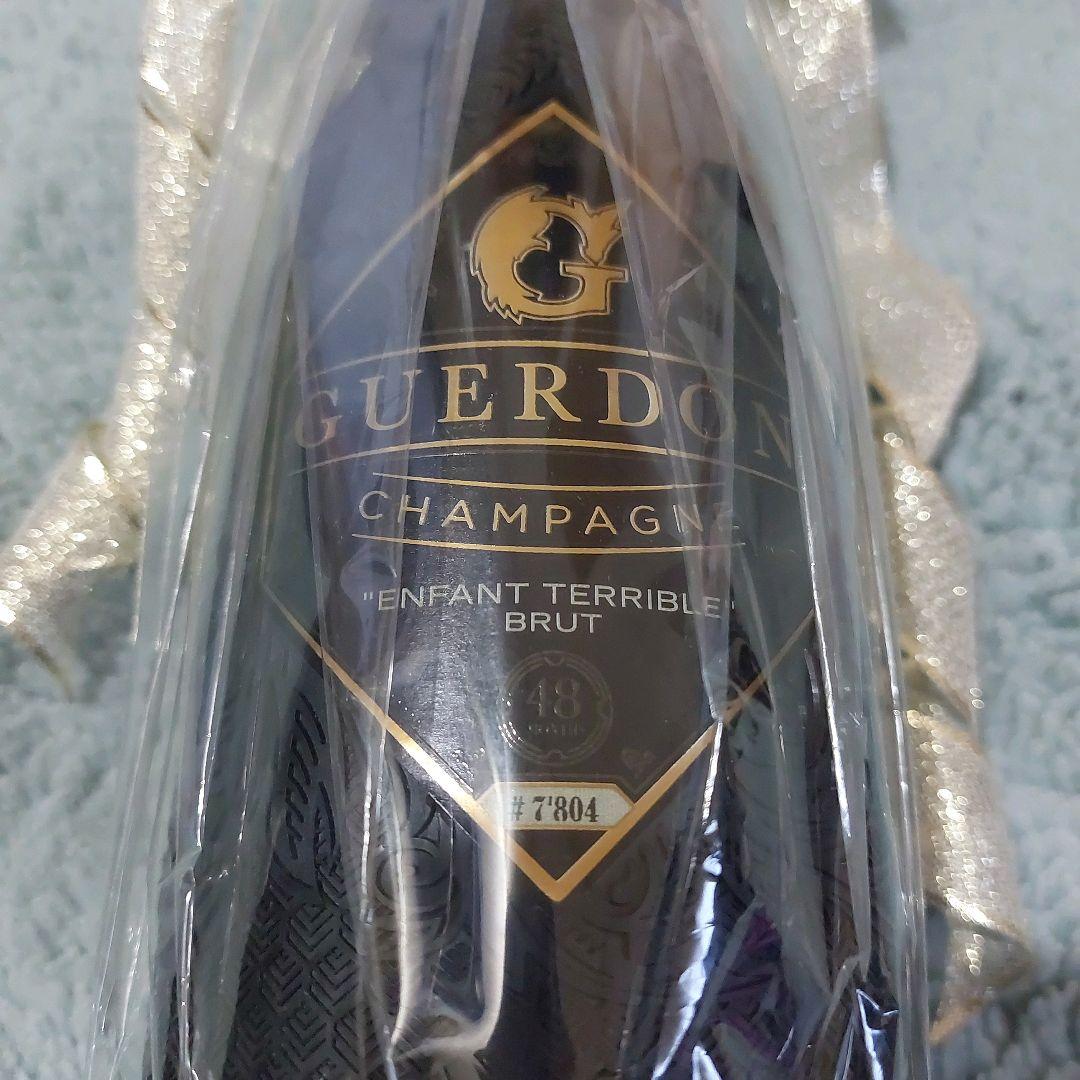 G
GUERDON
CHAMPAGNE
"ENFANT TERRIBLE"
BRUT
48
# 7'804